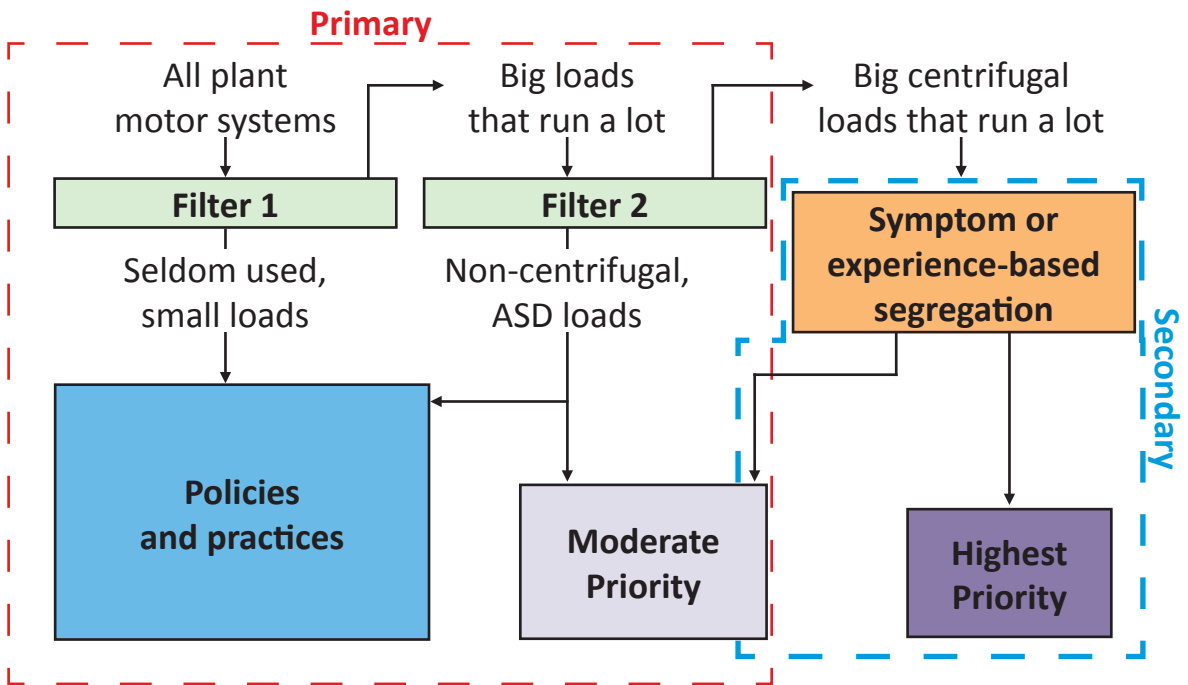 Primary
All plant
motor systems
Big loads
that run a lot
Big centrifugal
loads that run a lot
Filter 1
Filter 2
Symptom or
experience-based
segregation
Seldom used,
small loads
Non-centrifugal,
ASD loads
Secondary
Policies
and practices
Moderate
Priority
Highest
Priority